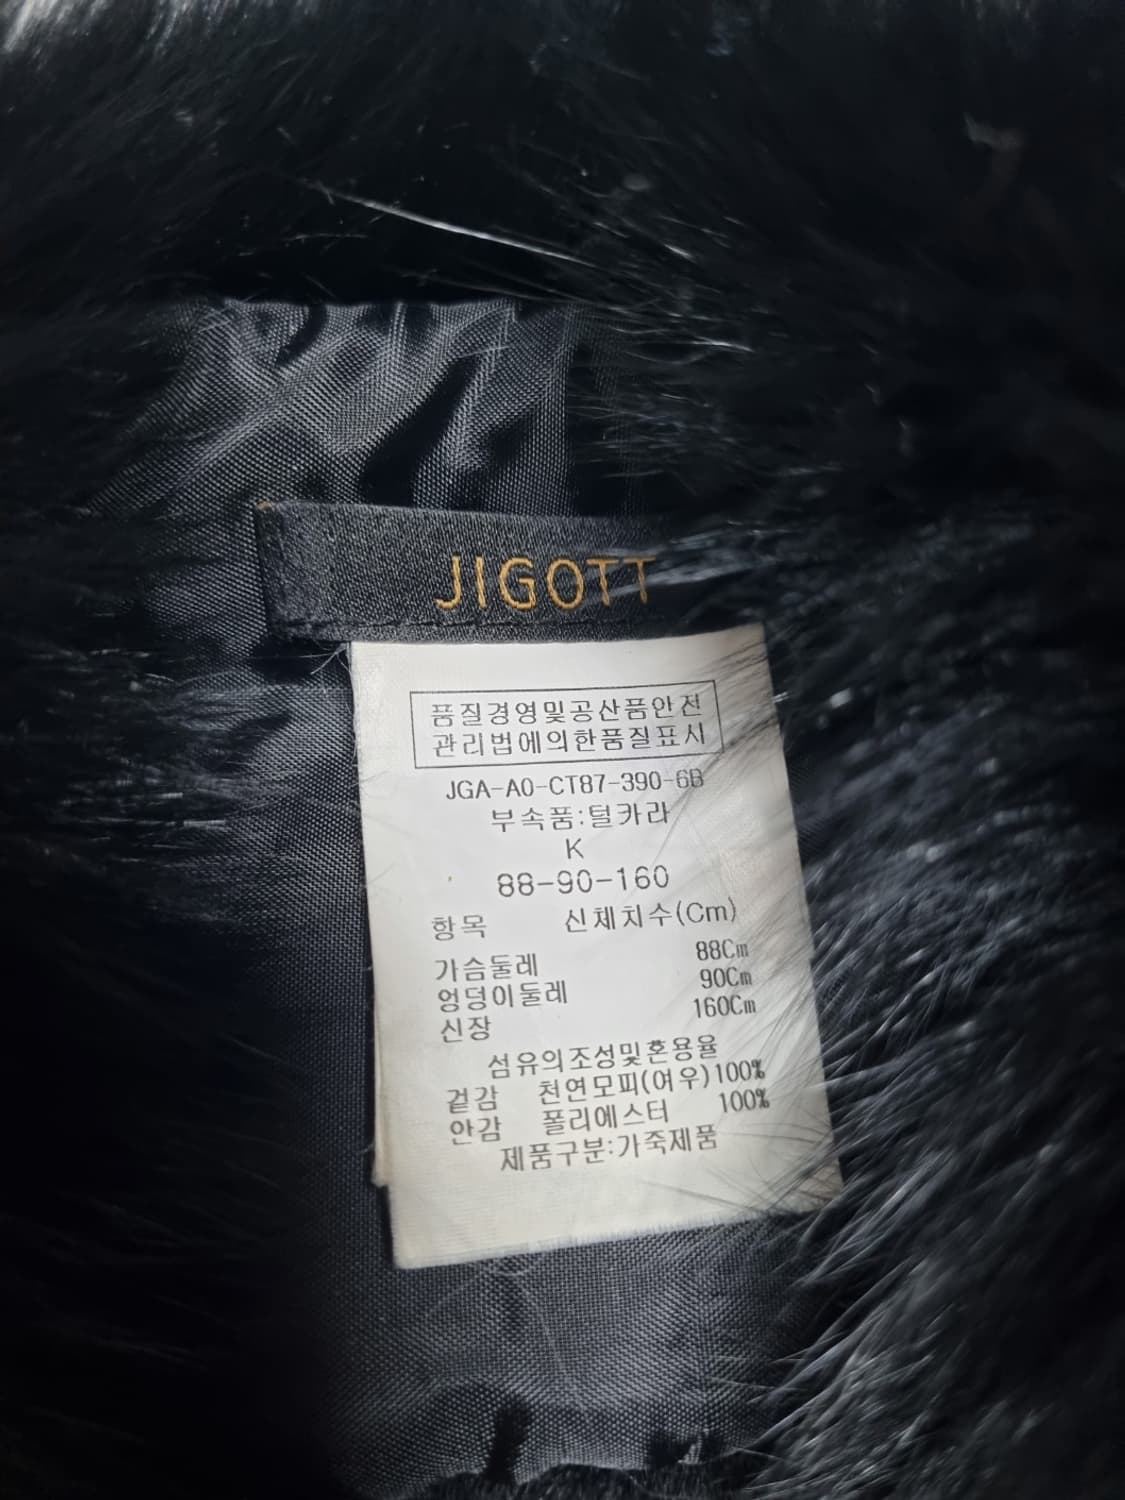 JIGOTT
품질경영및공산품안전
관리법에의한품질표시
JGA-A0-CT87-390-6B
부속품:털카라
K
88-90-160
항목 신체치수(Cm)
가슴둘레 88Cm
엉덩이둘레 90Cm
신장 160Cm
섬유의조성및혼용율
겉감 천연모피(여우)100%
안감 폴리에스터 100%
제품구분:가죽제품